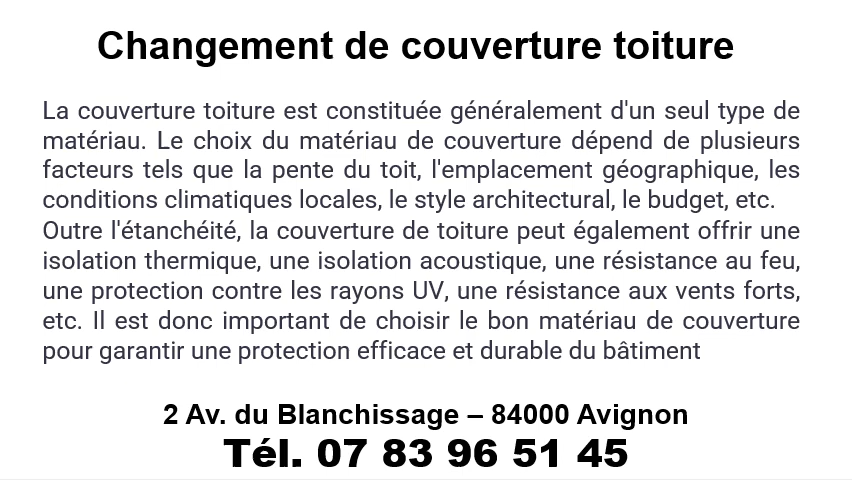 Changement de couverture toiture
La couverture toiture est constituée généralement d'un seul type de
matériau. Le choix du matériau de couverture dépend de plusieurs
facteurs tels que la pente du toit, l'emplacement géographique, les
conditions climatiques locales, le style architectural, le budget, etc.
Outre l'étanchéité, la couverture de toiture peut également offrir une
isolation thermique, une isolation acoustique, une résistance au feu,
une protection contre les rayons UV, une résistance aux vents forts,
etc. Il est donc important de choisir le bon matériau de couverture
pour garantir une protection efficace et durable du bâtiment
2 Av. du Blanchissage – 84000 Avignon
Tél. 07 83 96 51 45